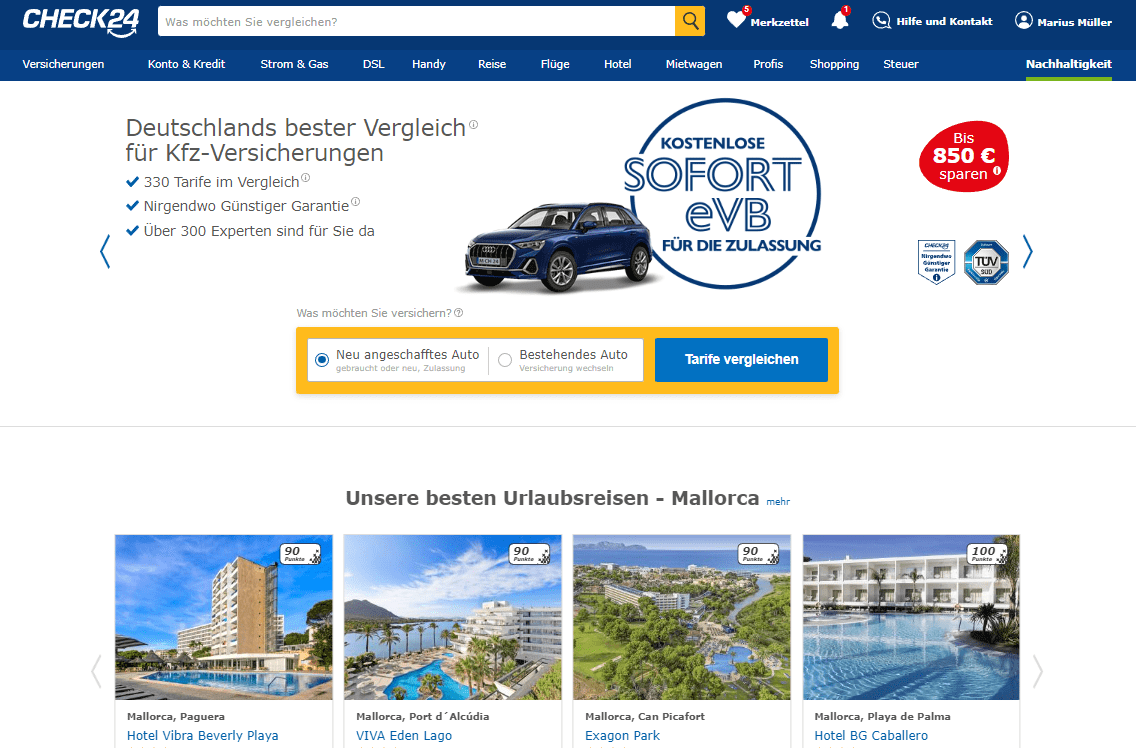 CHECK24
Was möchten Sie vergleichen?
5
Merkzettel
1
Hilfe und Kontakt
Marius Müller
Versicherungen
Konto & Kredit
Strom & Gas
DSL
Handy
Reise
Flüge
Hotel
Mietwagen
Profis
Shopping
Steuer
Nachhaltigkeit
Deutschlands bester Vergleich
für Kfz-Versicherungen
330 Tarife im Vergleich
Nirgendwo Günstiger Garantie
Über 300 Experten sind für Sie da
KOSTENLOSE
SOFORT
eVB
FÜR DIE ZULASSUNG
Bis
850 €
sparen
CHECK24
Nirgendwo
Günstiger
Garantie
TÜV
SÜD
Was möchten Sie versichern?
Neu angeschafftes Auto
gebraucht oder neu, Zulassung
Bestehendes Auto
Versicherung wechseln
Tarife vergleichen
Unsere besten Urlaubsreisen - Mallorca mehr
90
Punkte
90
Punkte
90
Punkte
100
Punkte
Mallorca, Paguera
Hotel Vibra Beverly Playa
Mallorca, Port d´Alcúdia
VIVA Eden Lago
Mallorca, Can Picafort
Exagon Park
Mallorca, Playa de Palma
Hotel BG Caballero